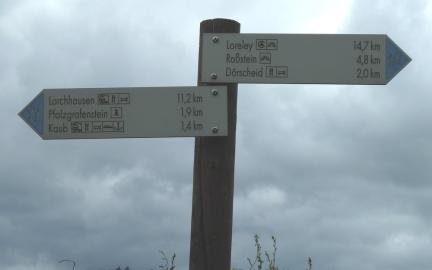 Loreley 14,7 km
Roßstein 4,8 km
Dörscheid 2,0 km
Lorchhausen 11,2 km
Pfalzgrafenstein 1,9 km
Kaub 1,4 km